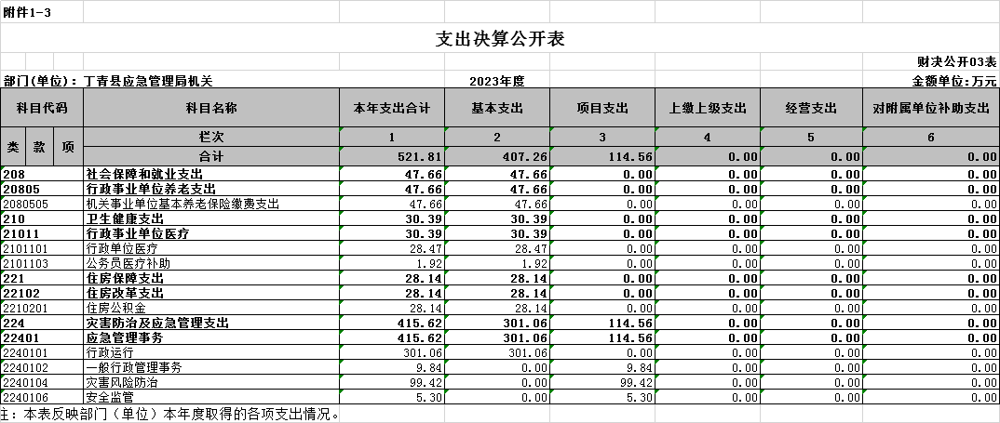 附件1-3
支出决算公开表
财决公开03表
部门(单位)：丁青县应急管理局机关 2023年度 金额单位:万元
科目代码 科目名称 本年支出合计 基本支出 项目支出 上缴上级支出 经营支出 对附属单位补助支出
类 款 项 栏次 1 2 3 4 5 6
合计 521.81 407.26 114.56 0.00 0.00 0.00
208 社会保障和就业支出 47.66 47.66 0.00 0.00 0.00 0.00
20805 行政事业单位养老支出 47.66 47.66 0.00 0.00 0.00 0.00
2080505 机关事业单位基本养老保险缴费支出 47.66 47.66 0.00 0.00 0.00 0.00
210 卫生健康支出 30.39 30.39 0.00 0.00 0.00 0.00
21011 行政事业单位医疗 30.39 30.39 0.00 0.00 0.00 0.00
2101101 行政单位医疗 28.47 28.47 0.00 0.00 0.00 0.00
2101103 公务员医疗补助 1.92 1.92 0.00 0.00 0.00 0.00
221 住房保障支出 28.14 28.14 0.00 0.00 0.00 0.00
22102 住房改革支出 28.14 28.14 0.00 0.00 0.00 0.00
2210201 住房公积金 28.14 28.14 0.00 0.00 0.00 0.00
224 灾害防治及应急管理支出 415.62 301.06 114.56 0.00 0.00 0.00
22401 应急管理事务 415.62 301.06 114.56 0.00 0.00 0.00
2240101 行政运行 301.06 301.06 0.00 0.00 0.00 0.00
2240102 一般行政管理事务 9.84 0.00 9.84 0.00 0.00 0.00
2240104 灾害风险防治 99.42 0.00 99.42 0.00 0.00 0.00
2240106 安全监管 5.30 0.00 5.30 0.00 0.00 0.00
注：本表反映部门（单位）本年度取得的各项支出情况。